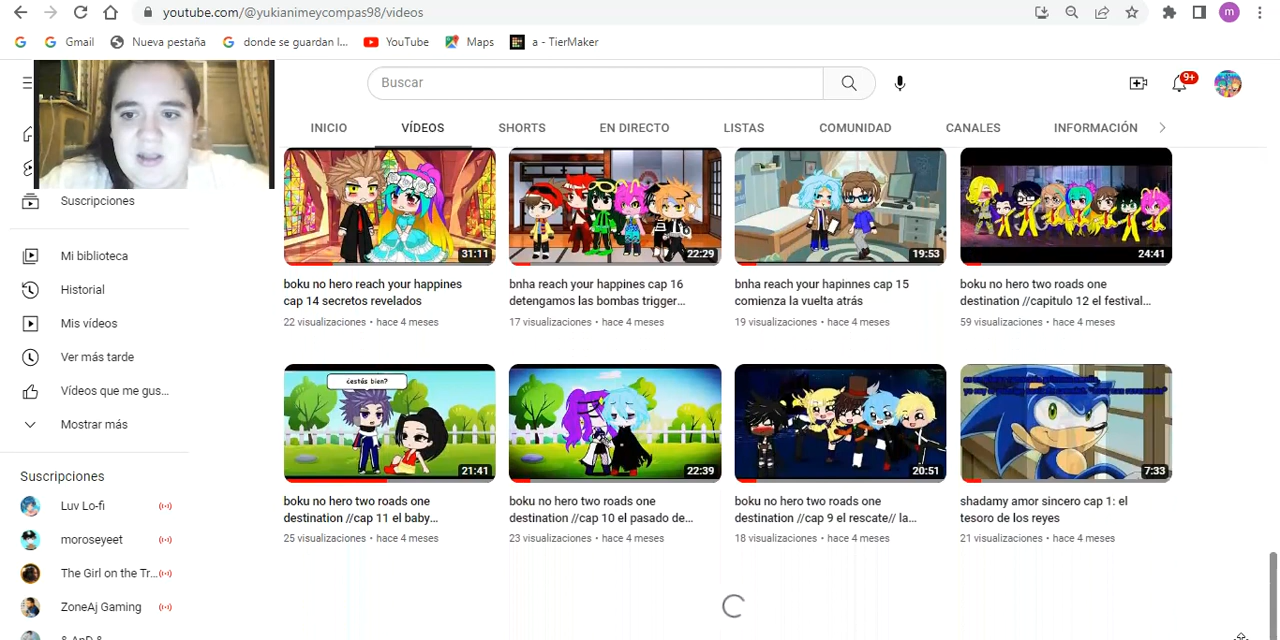 youtube.com/@yukianimeycompas98/videos
m
Gmail
Nueva pestaña
donde se guardan l...
YouTube
Maps
a - TierMaker
Buscar
9+
INICIO
VÍDEOS
SHORTS
EN DIRECTO
LISTAS
COMUNIDAD
CANALES
INFORMACIÓN
Suscripciones
Mi biblioteca
Historial
Mis vídeos
Ver más tarde
Vídeos que me gus...
Mostrar más
Suscripciones
Luv Lo-fi
moroseyeet
The Girl on the Tr...
ZoneAj Gaming
31:11
boku no hero reach your happines
cap 14 secretos revelados
22 visualizaciones • hace 4 meses
22:29
bnha reach your happines cap 16
detengamos las bombas trigger...
17 visualizaciones • hace 4 meses
19:53
bnha reach your hapinnes cap 15
comienza la vuelta atrás
19 visualizaciones • hace 4 meses
24:41
boku no hero two roads one
destination //capitulo 12 el festival...
59 visualizaciones • hace 4 meses
¿estás bien?
21:41
boku no hero two roads one
destination //cap 11 el baby...
25 visualizaciones • hace 4 meses
22:39
boku no hero two roads one
destination //cap 10 el pasado de...
23 visualizaciones • hace 4 meses
20:51
boku no hero two roads one
destination //cap 9 el rescate// la...
18 visualizaciones • hace 4 meses
7:33
shadamy amor sincero cap 1: el
tesoro de los reyes
21 visualizaciones • hace 4 meses